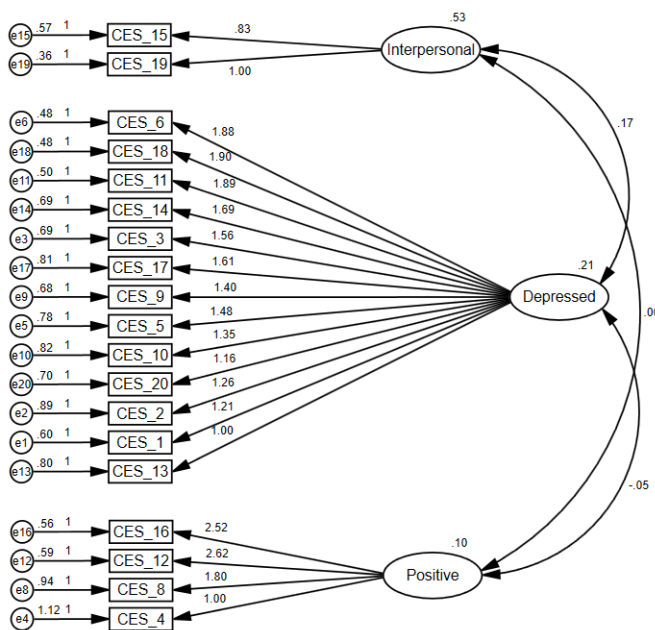 .53
e15 .57 1 CES_15 .83
Interpersonal
e19 .36 1 CES_19 1.00
.17
e6 .48 1 CES_6 1.88
e18 .48 1 CES_18 1.90
e11 .50 1 CES_11 1.89
e14 .69 1 CES_14 1.69
e3 .69 1 CES_3 1.56
e17 .81 1 CES_17 1.61
.21
e9 .68 1 CES_9 1.40
Depressed
e5 .78 1 CES_5 1.48
e10 .82 1 CES_10 1.35
e20 .70 1 CES_20 1.16
e2 .89 1 CES_2 1.26
e1 .60 1 CES_1 1.21
e13 .80 1 CES_13 1.00
-.05
e16 .56 1 CES_16 2.52
.10
e12 .59 1 CES_12 2.62
Positive
e8 .94 1 CES_8 1.80
e4 1.12 1 CES_4 1.00